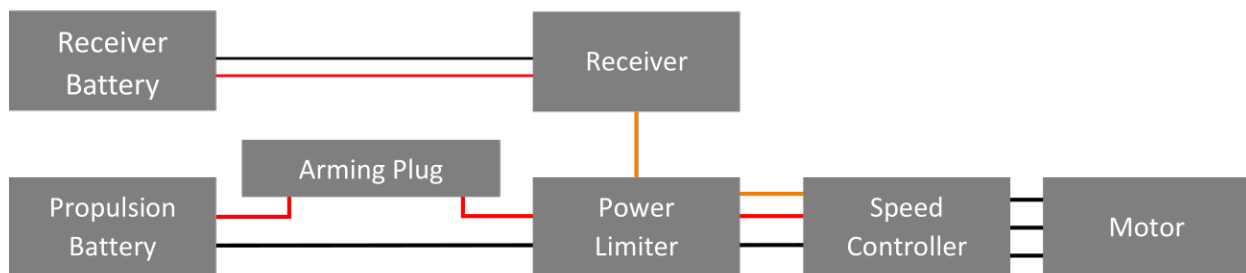 Receiver
Battery
Receiver
Arming Plug
Propulsion
Battery
Power
Limiter
Speed
Controller
Motor